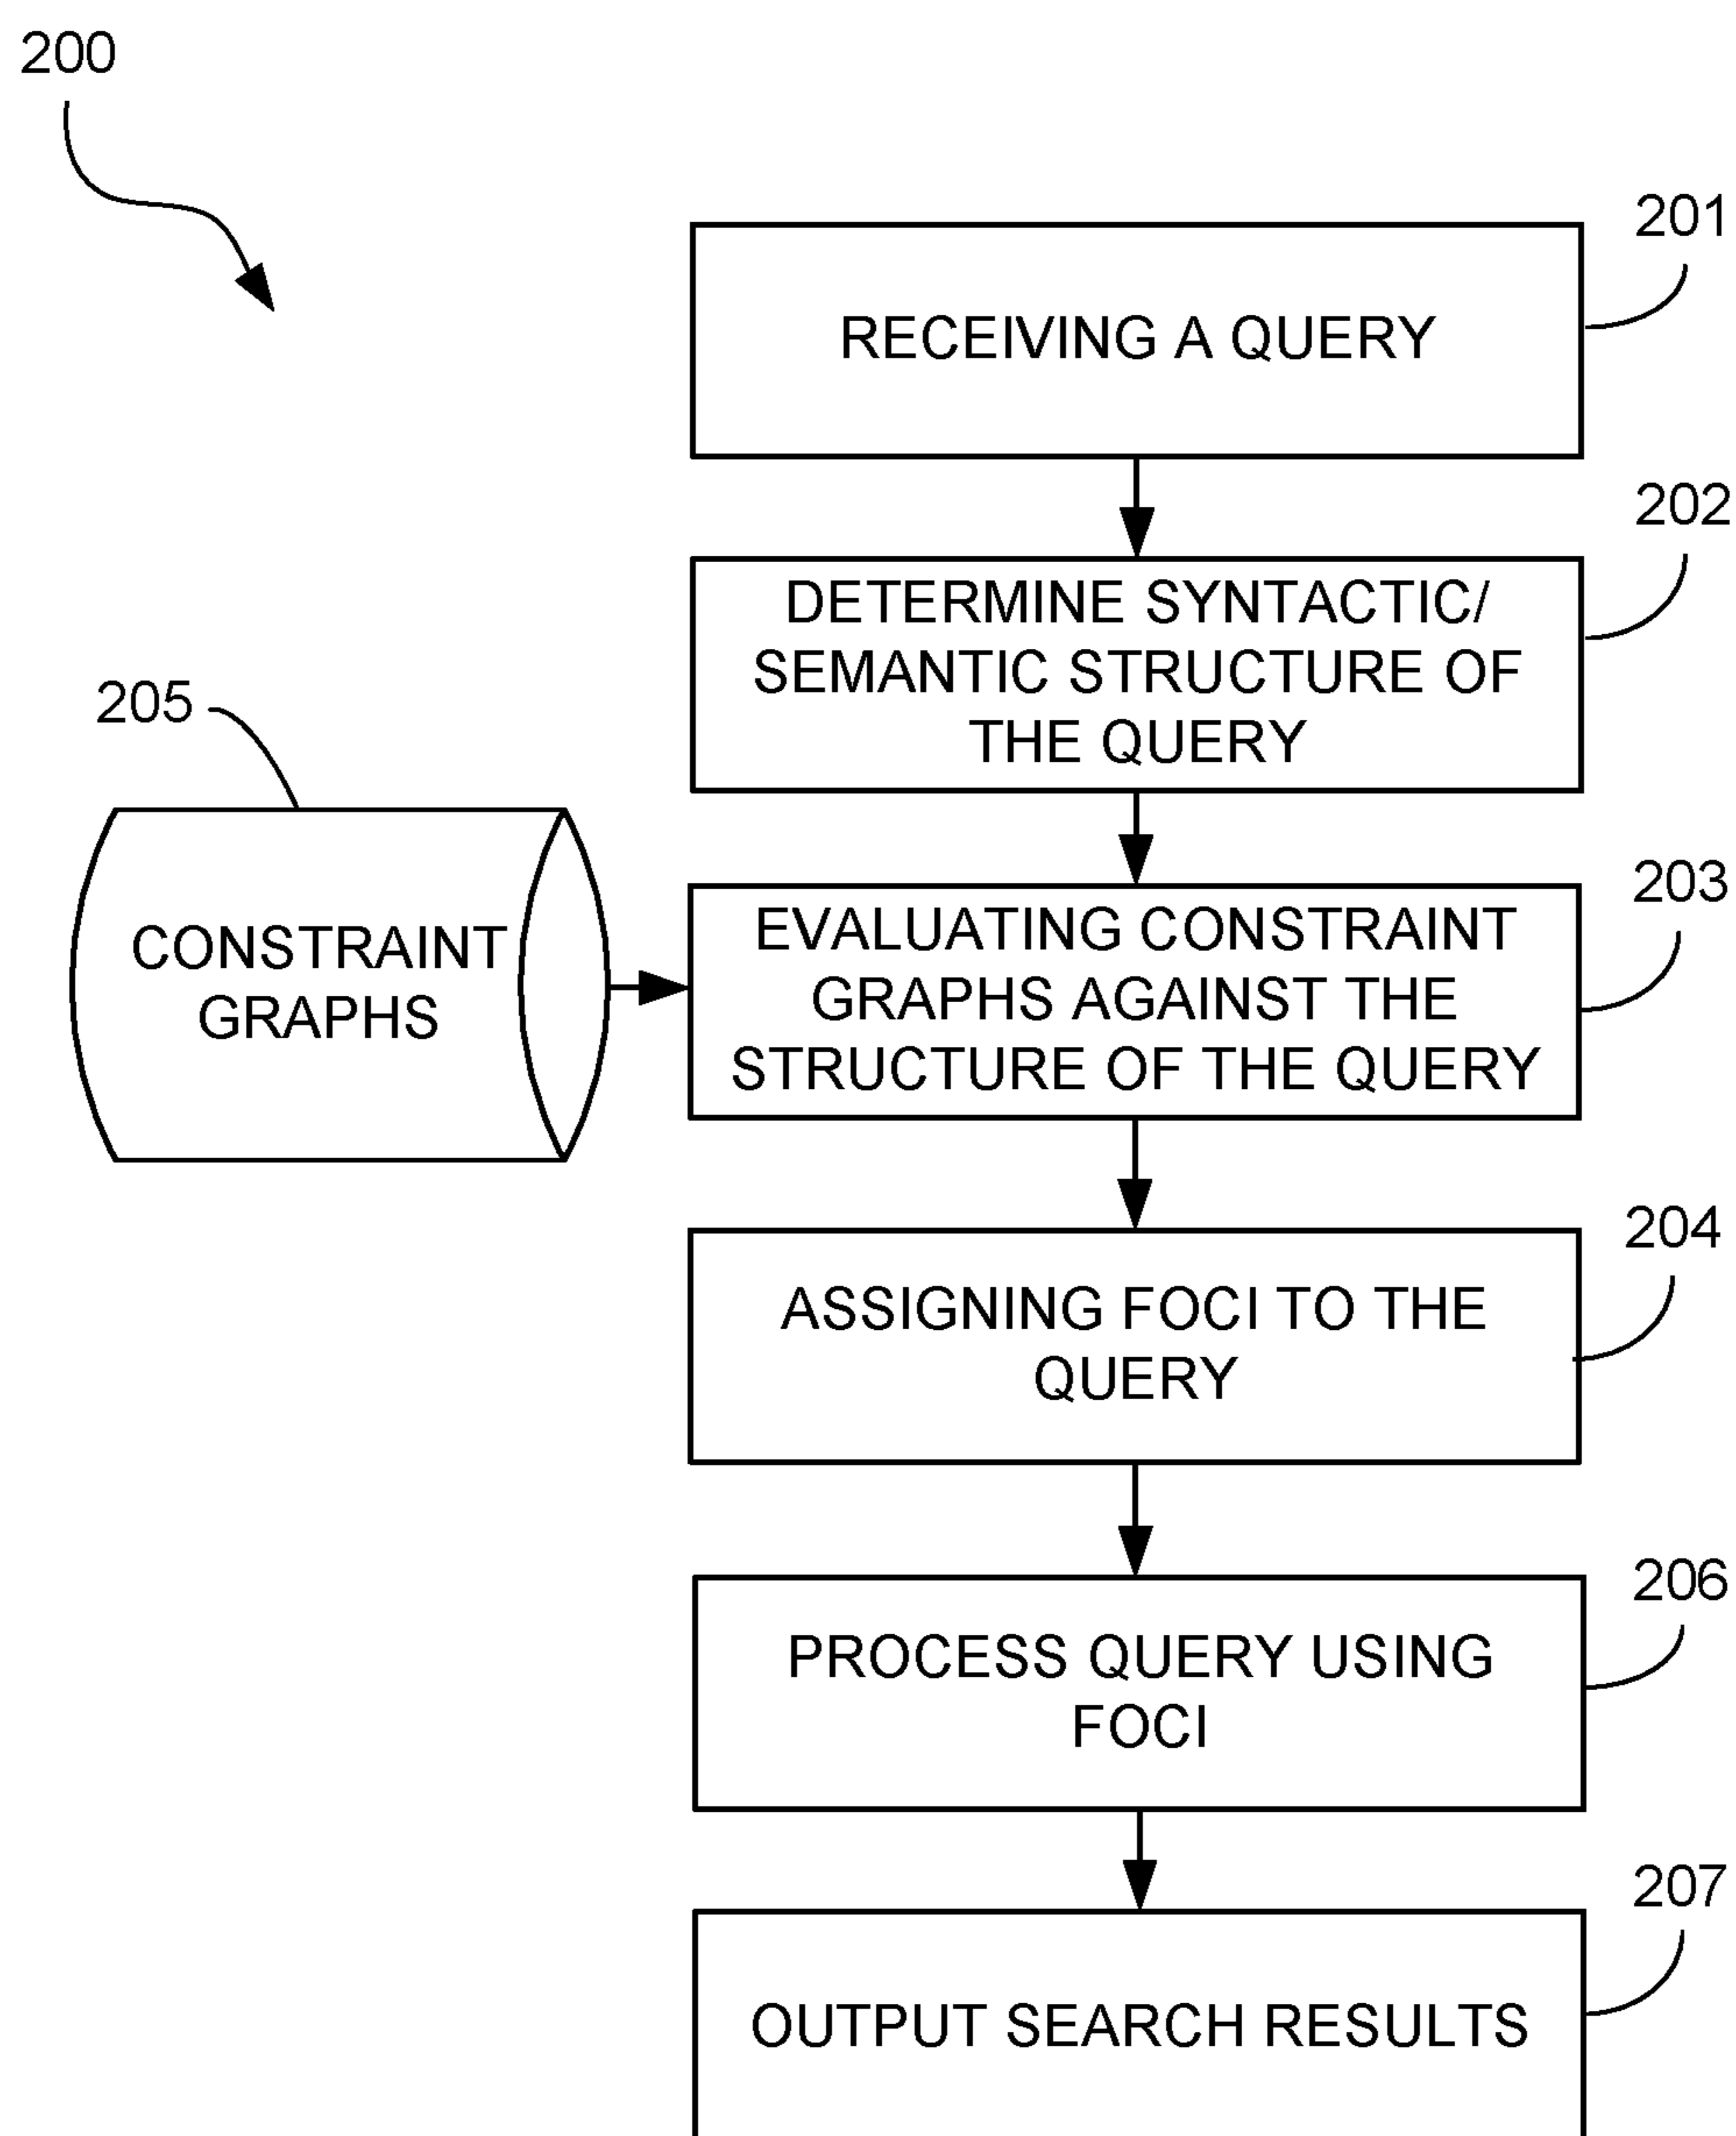 200
201
RECEIVING A QUERY
202
DETERMINE SYNTACTIC/
SEMANTIC STRUCTURE OF
THE QUERY
205
CONSTRAINT
GRAPHS
203
EVALUATING CONSTRAINT
GRAPHS AGAINST THE
STRUCTURE OF THE QUERY
204
ASSIGNING FOCI TO THE
QUERY
206
PROCESS QUERY USING
FOCI
207
OUTPUT SEARCH RESULTS